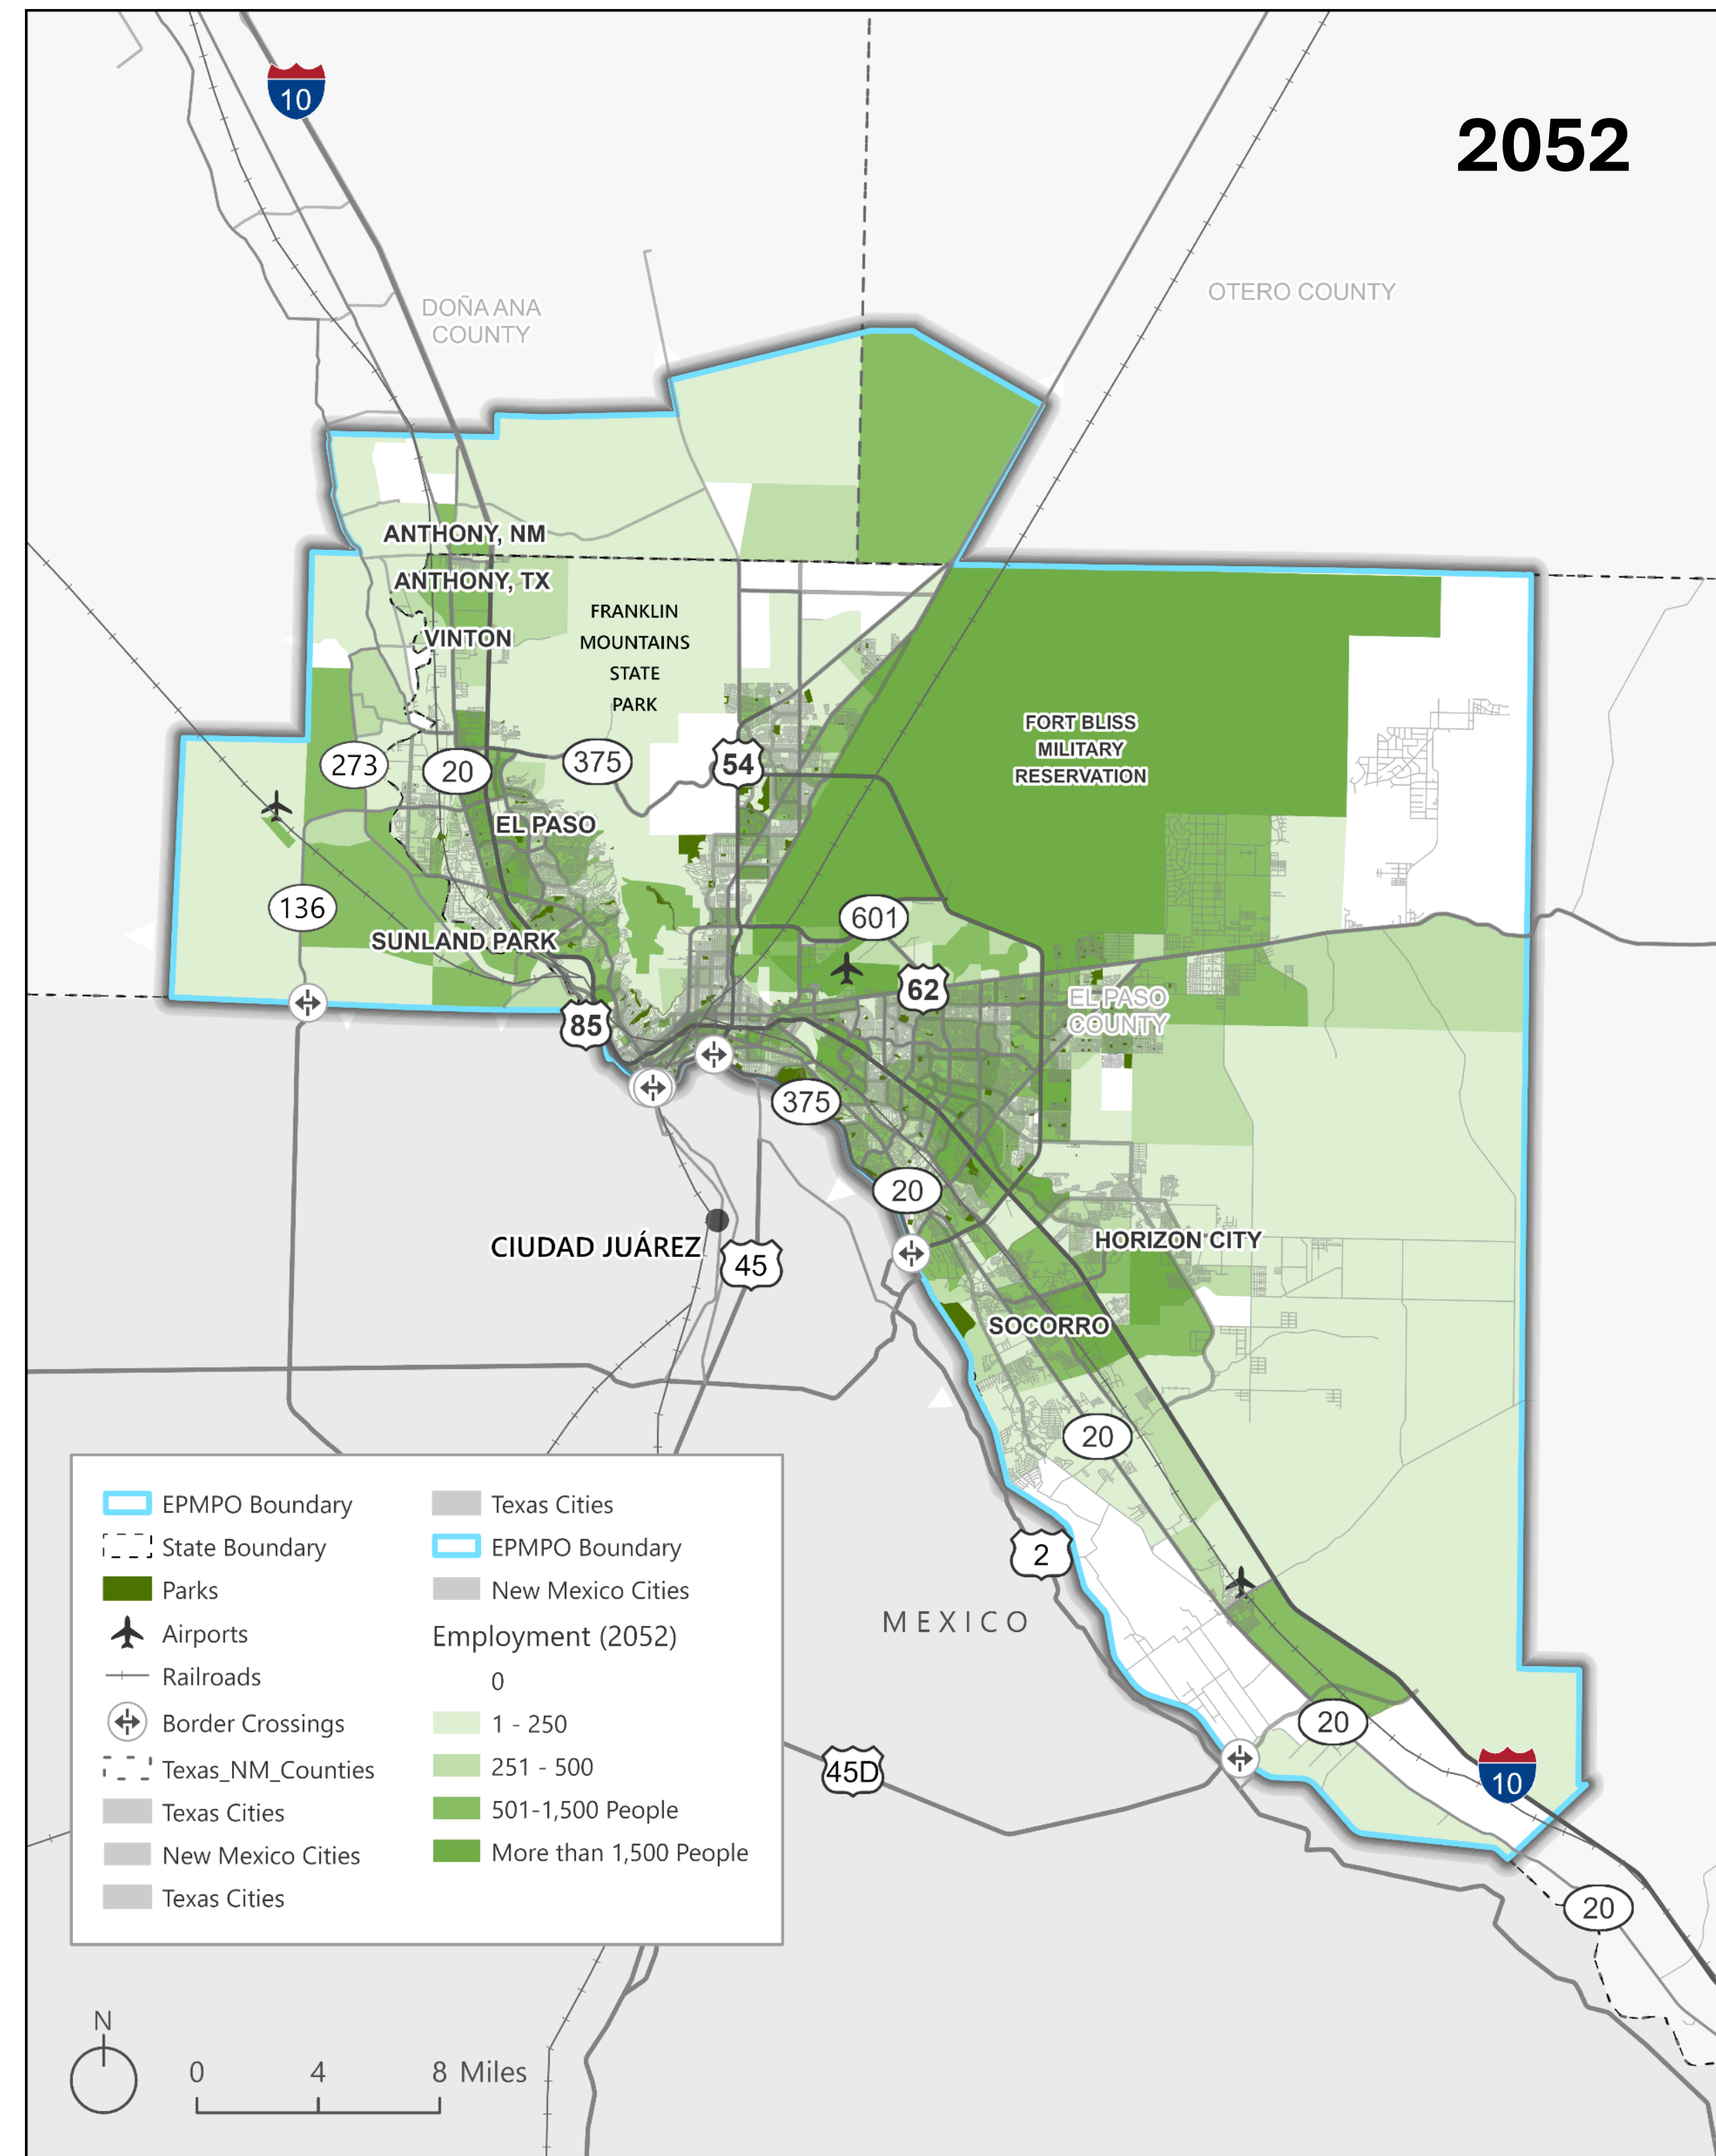 10
2052
DOÑA ANA
COUNTY
OTERO COUNTY
ANTHONY, NM
ANTHONY, TX
VINTON
FRANKLIN
MOUNTAINS
STATE
PARK
FORT BLISS
MILITARY
RESERVATION
273
20
375
54
EL PASO
136
601
SUNLAND PARK
62
85
EL PASO
COUNTY
375
20
CIUDAD JUÁREZ
45
HORIZON CITY
SOCORRO
20
2
MEXICO
20
45D
10
20
EPMPO Boundary
State Boundary
Parks
Airports
Railroads
Border Crossings
Texas_NM_Counties
Texas Cities
New Mexico Cities
Texas Cities
Texas Cities
EPMPO Boundary
New Mexico Cities
Employment (2052)
0
1 - 250
251 - 500
501-1,500 People
More than 1,500 People
N
0 4 8 Miles